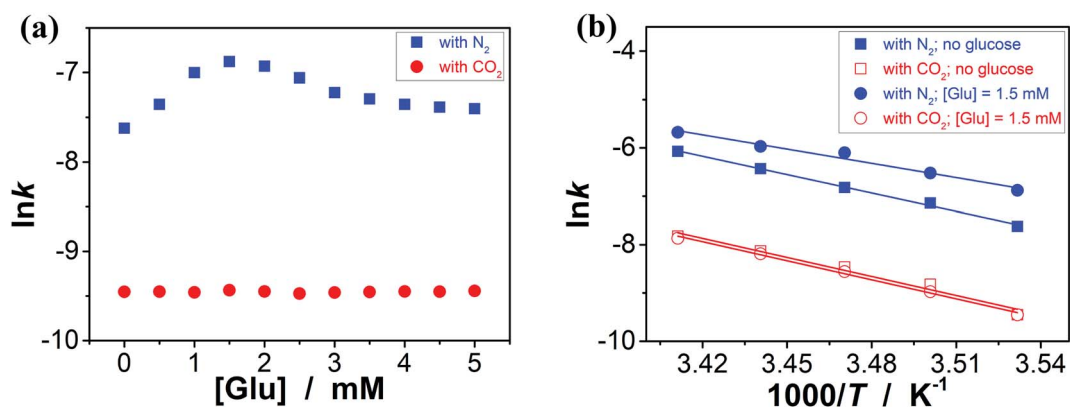 (a)
lnk
-7
-8
-9
-10
with N₂
with CO₂
0 1 2 3 4 5
[Glu] / mM
(b)
lnk
-4
-6
-8
-10
with N₂; no glucose
with CO₂; no glucose
with N₂; [Glu] = 1.5 mM
with CO₂; [Glu] = 1.5 mM
3.42 3.45 3.48 3.51 3.54
1000/T / K⁻¹